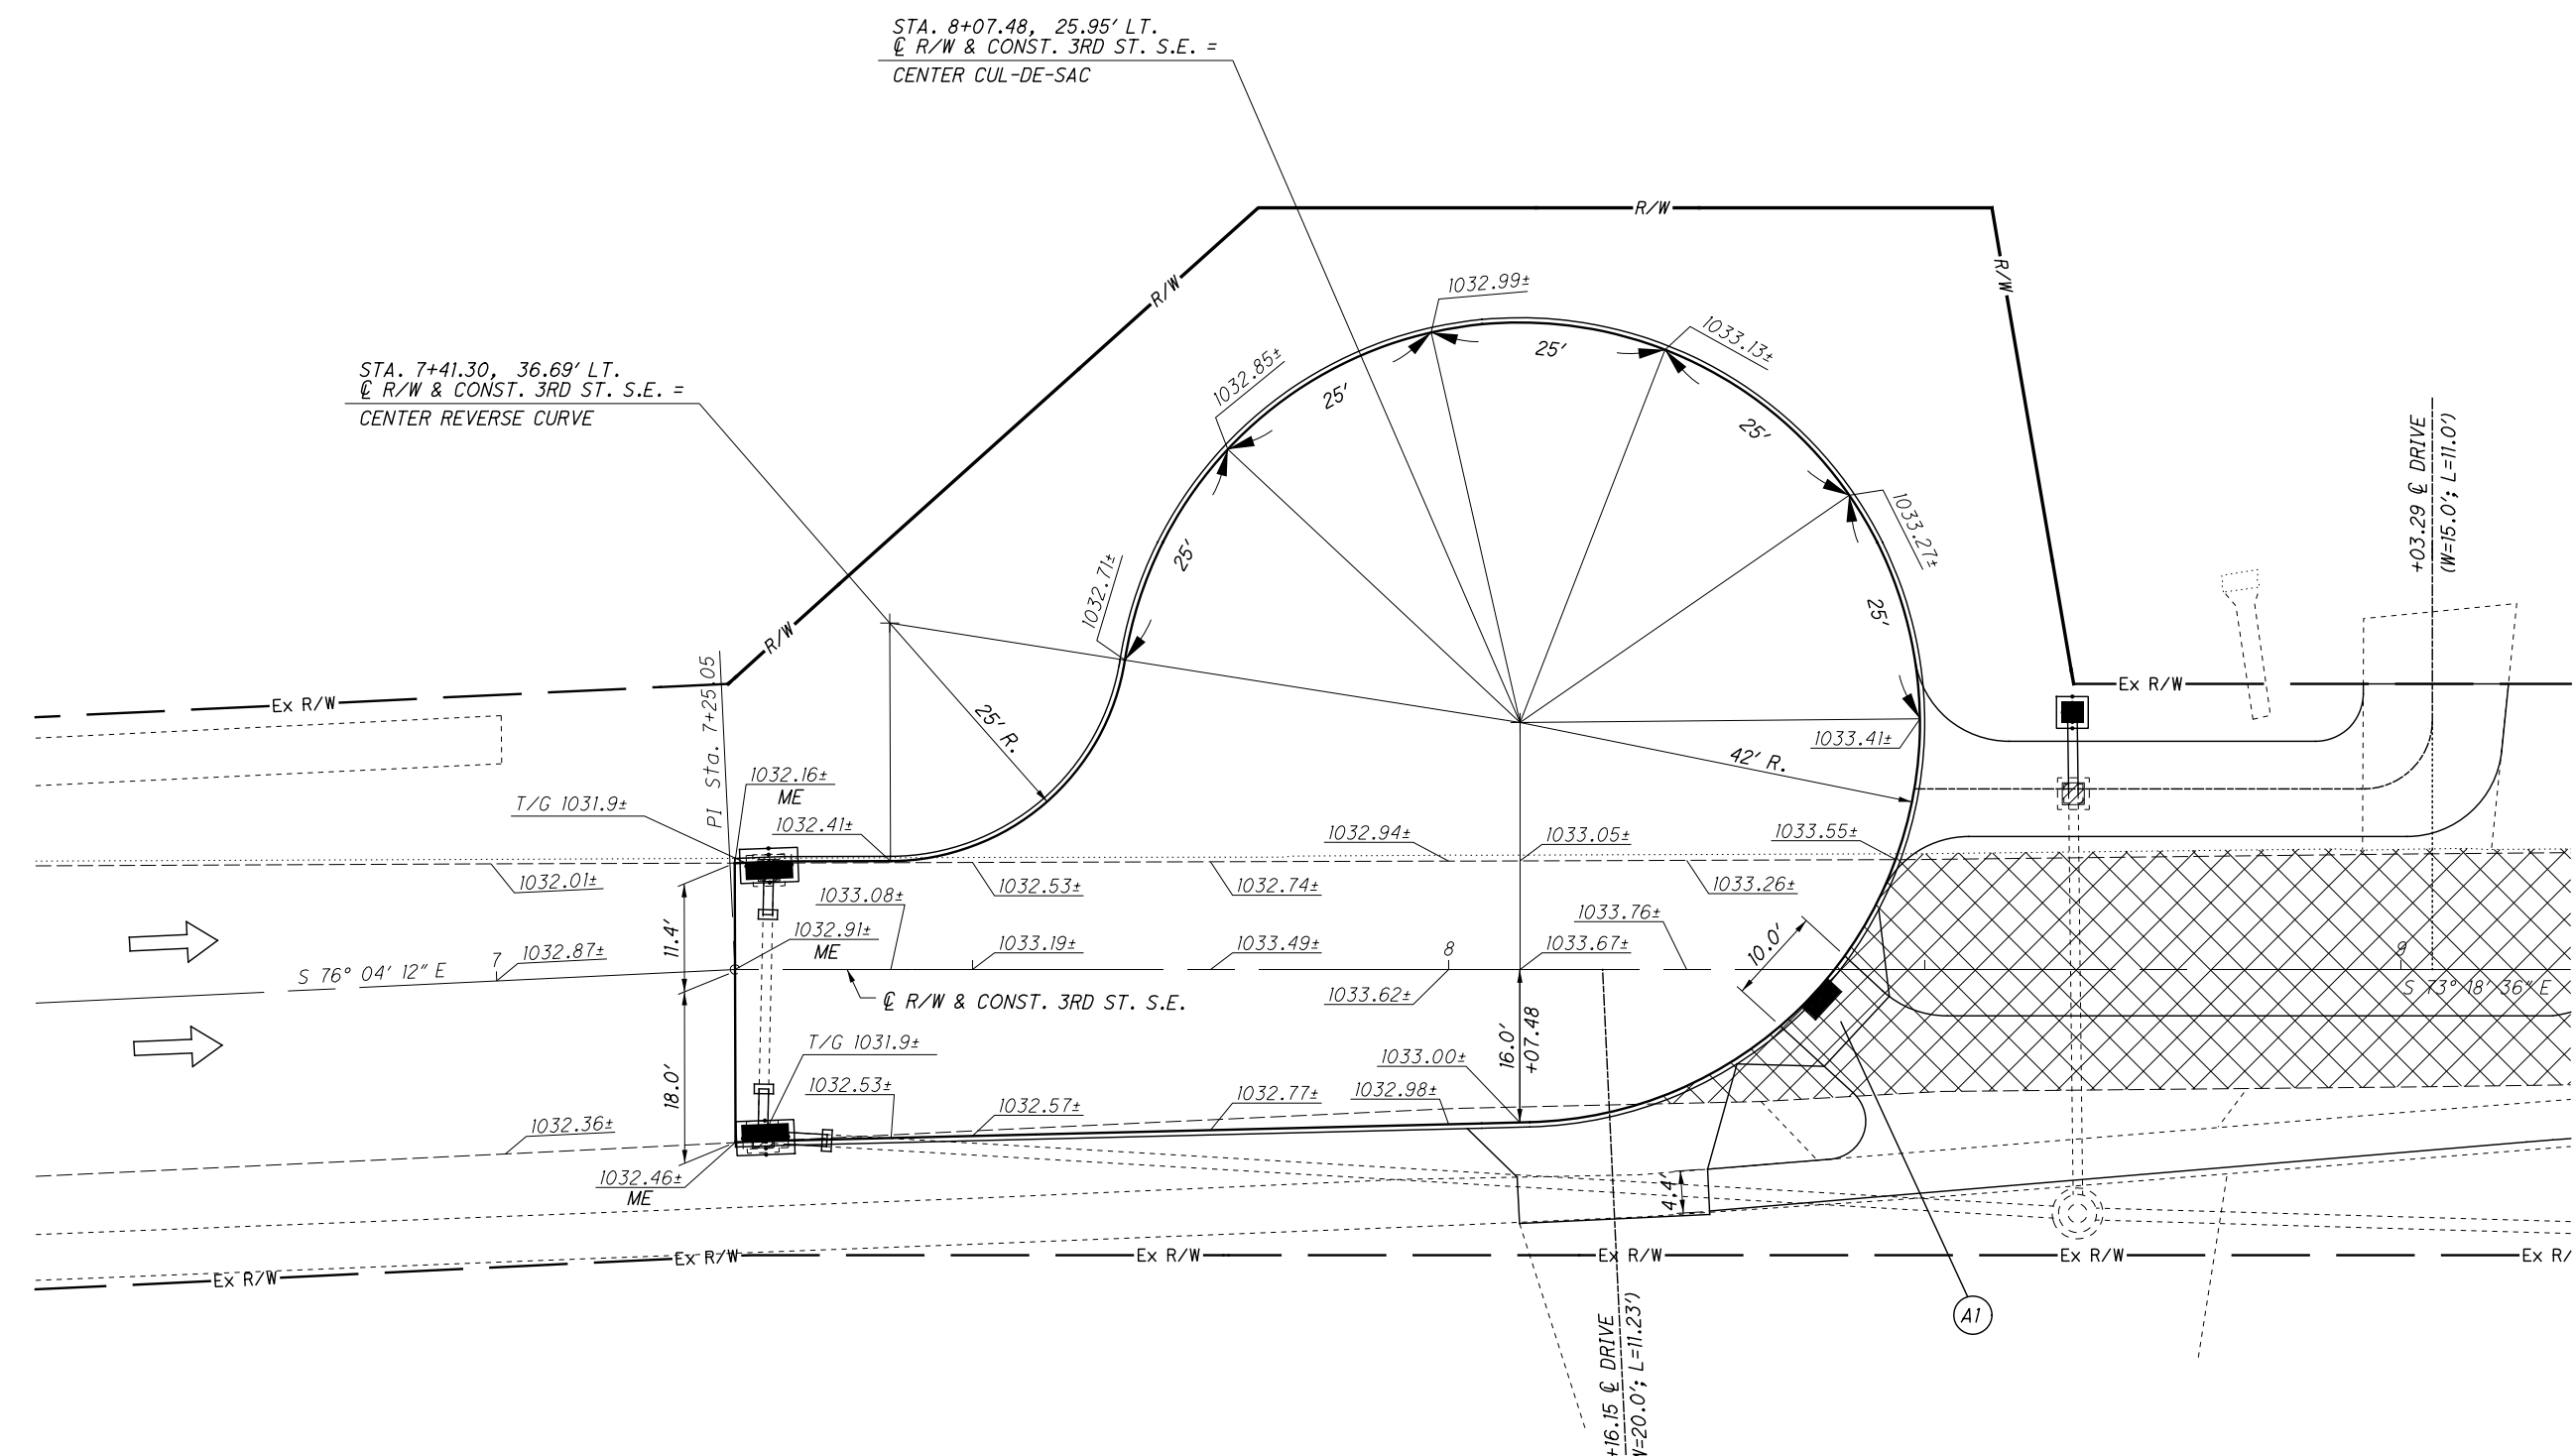 STA. 8+07.48, 25.95' LT.
℄ R/W & CONST. 3RD ST. S.E. =
CENTER CUL-DE-SAC
R/W
R/W
R/W
1032.99±
1033.13±
25'
1032.85±
25'
25'
STA. 7+41.30, 36.69' LT.
℄ R/W & CONST. 3RD ST. S.E. =
CENTER REVERSE CURVE
+03.29 ℄ DRIVE
(W=15.0'; L=11.0')
1033.27±
25'
1032.71±
25'
R/W
Ex R/W
Ex R/W
PI Sta. 7+25.05
25' R.
1033.41±
42' R.
1032.16±
ME
T/G 1031.9±
1032.41±
1032.94±
1033.05±
1033.55±
1032.01±
1032.53±
1032.74±
1033.26±
1033.08±
1033.76±
11.4'
1032.91±
ME
1033.19±
1033.49±
8
1033.67±
10.0'
9
7
1032.87±
S 76° 04' 12" E
℄ R/W & CONST. 3RD ST. S.E.
1033.62±
S 73° 18' 36" E
16.0'
+07.48
T/G 1031.9±
1033.00±
18.0'
1032.53±
1032.98±
1032.57±
1032.77±
1032.36±
1032.46±
ME
4.4'
Ex R/W
Ex R/W
Ex R/W
Ex R/W
Ex R/W
Ex R/
A1
+16.15 ℄ DRIVE
W=20.0'; L=11.23')